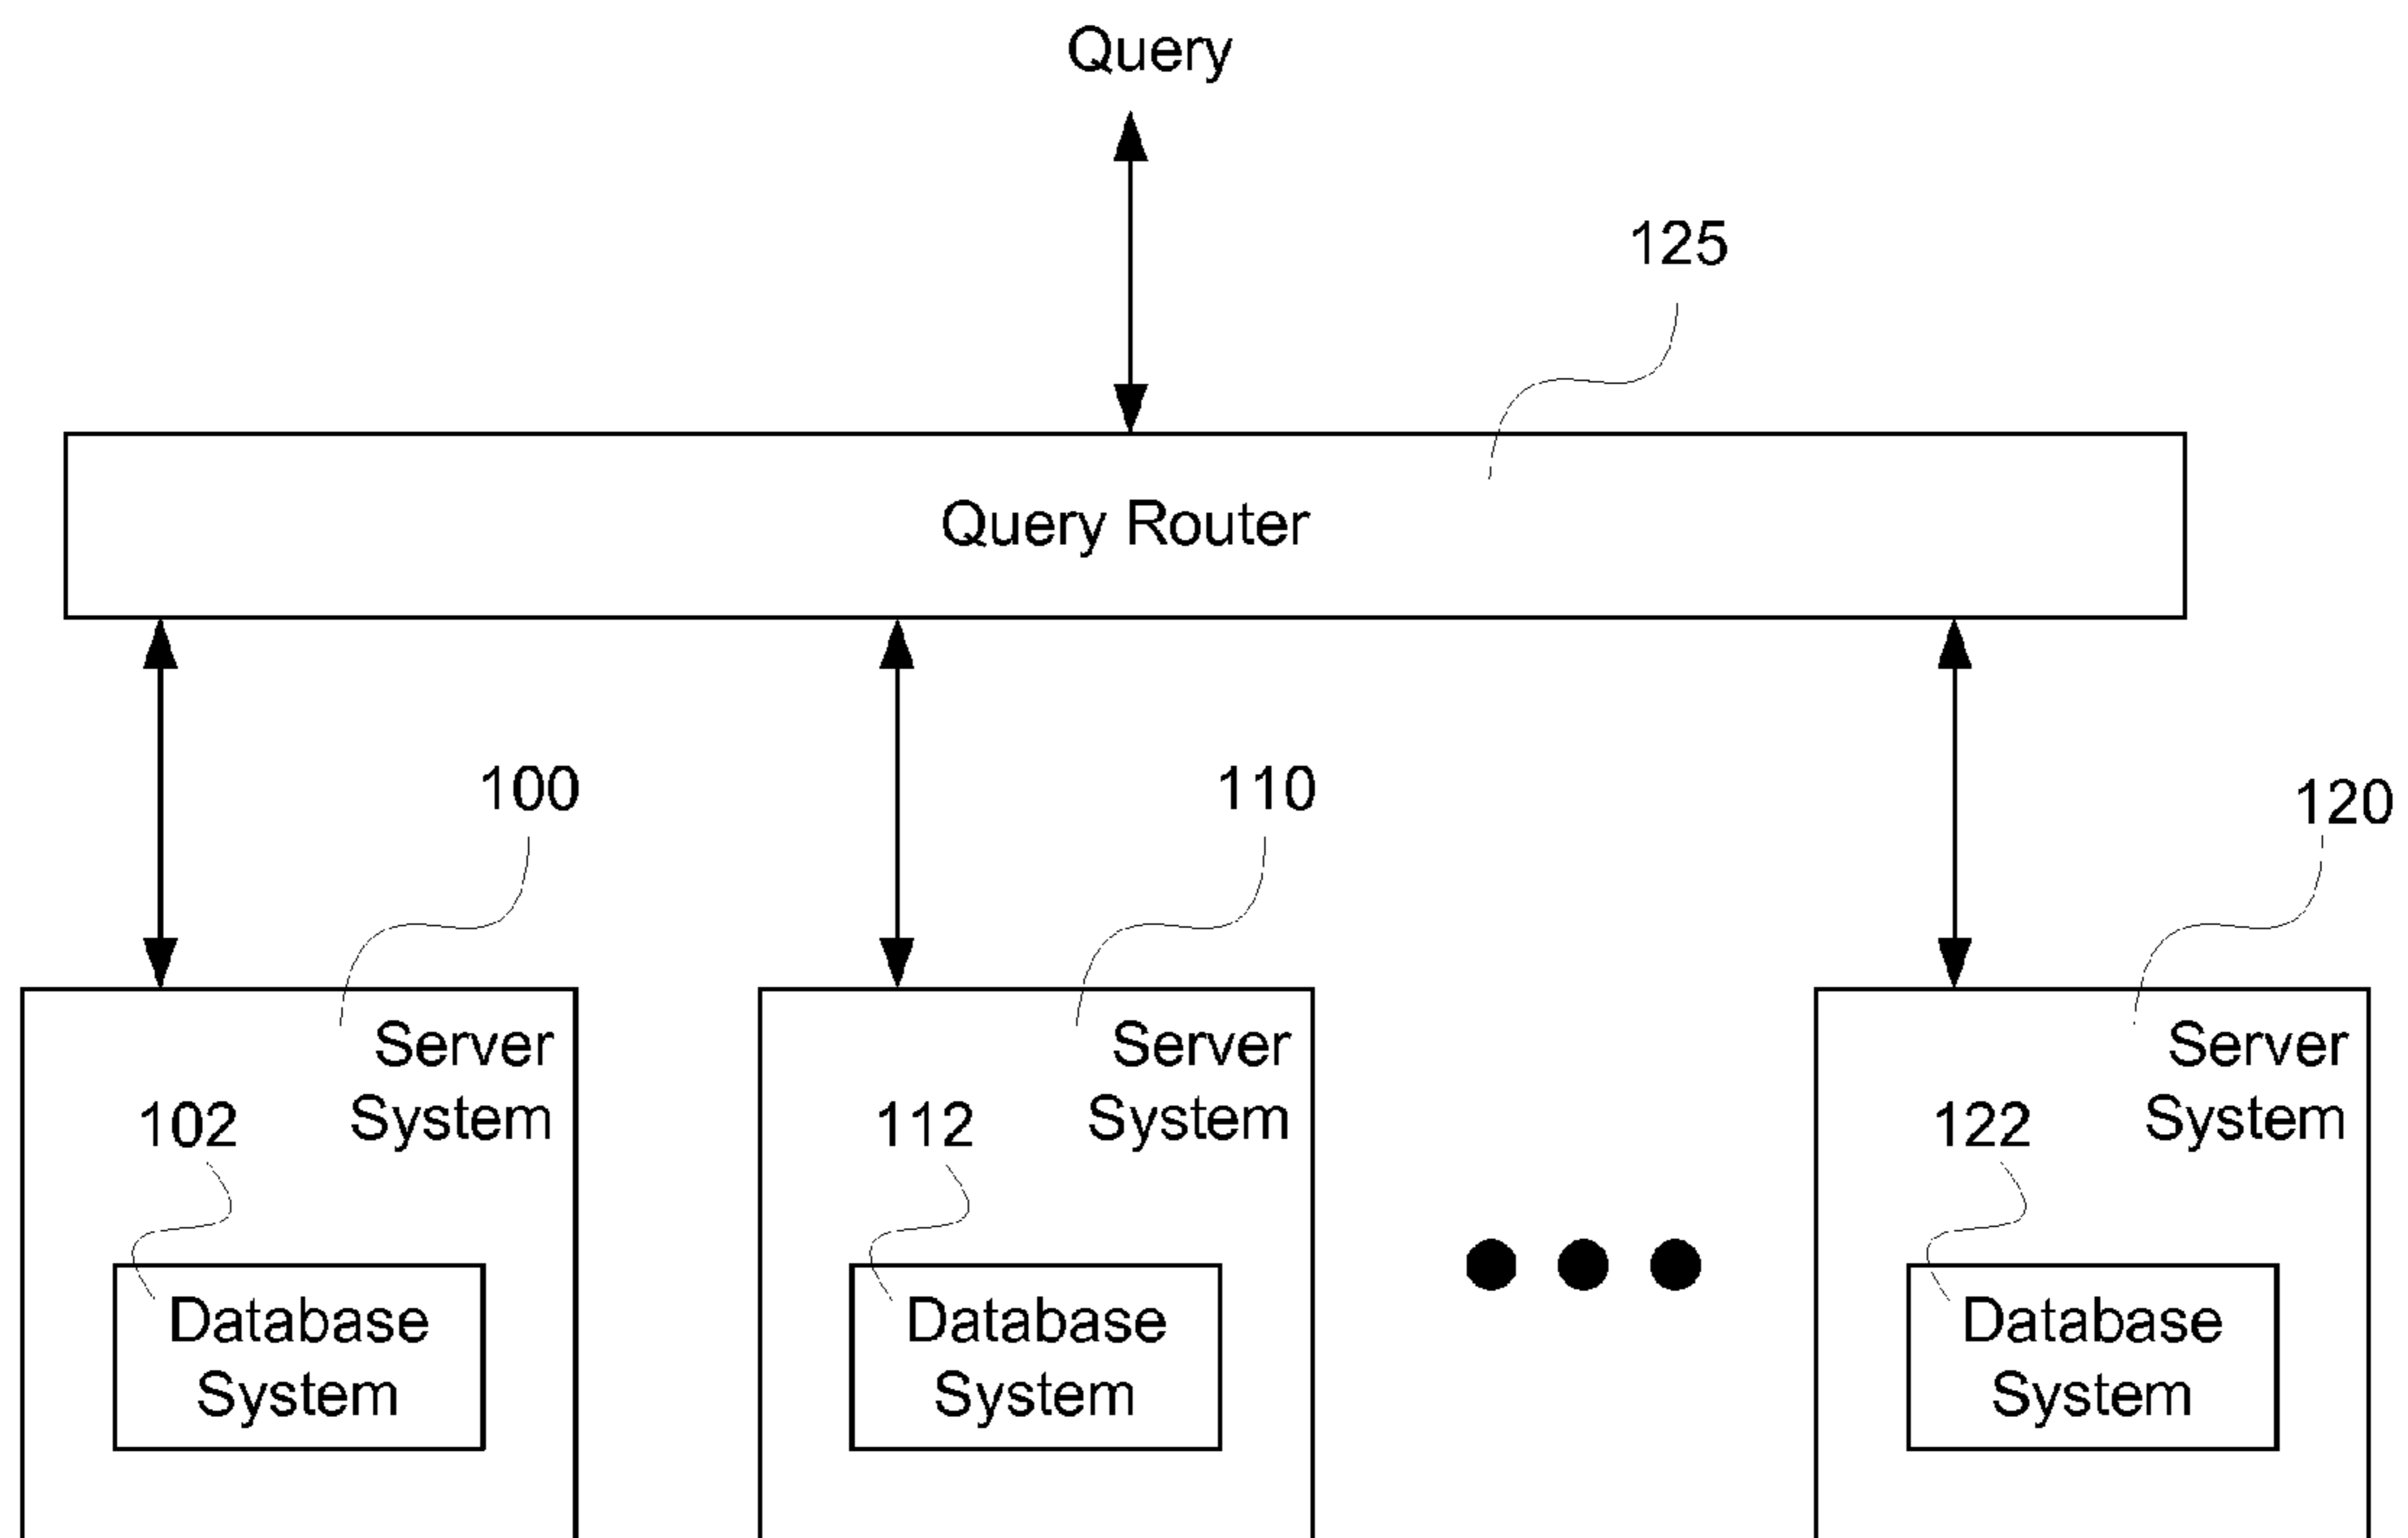 Query
125
Query Router
100
110
120
Server
System
102
Database
System
Server
System
112
Database
System
Server
System
122
Database
System